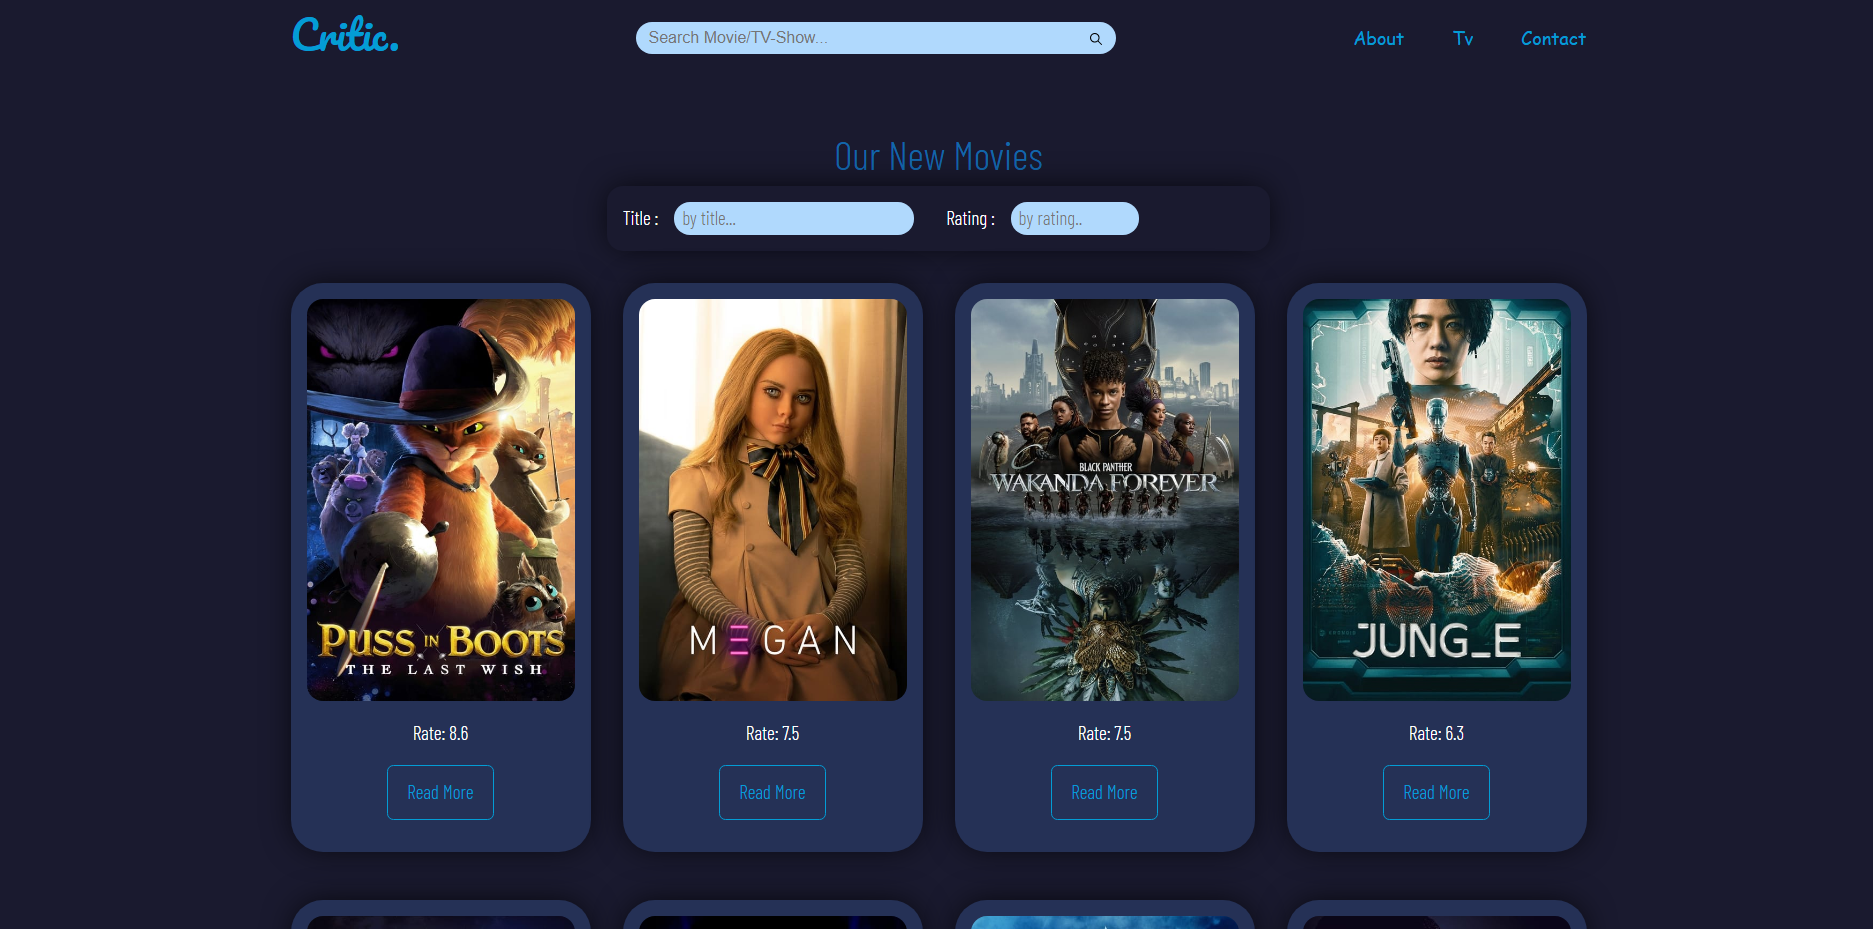 Critic.
Search Movie/TV-Show...
About Tv Contact
Our New Movies
Title : by title... Rating : by rating..
PUSS IN BOOTS
THE LAST WISH
Rate: 8.6
Read More
MEGAN
Rate: 7.5
Read More
BLACK PANTHER
WAKANDA FOREVER
Rate: 7.5
Read More
JUNG_E
Rate: 6.3
Read More